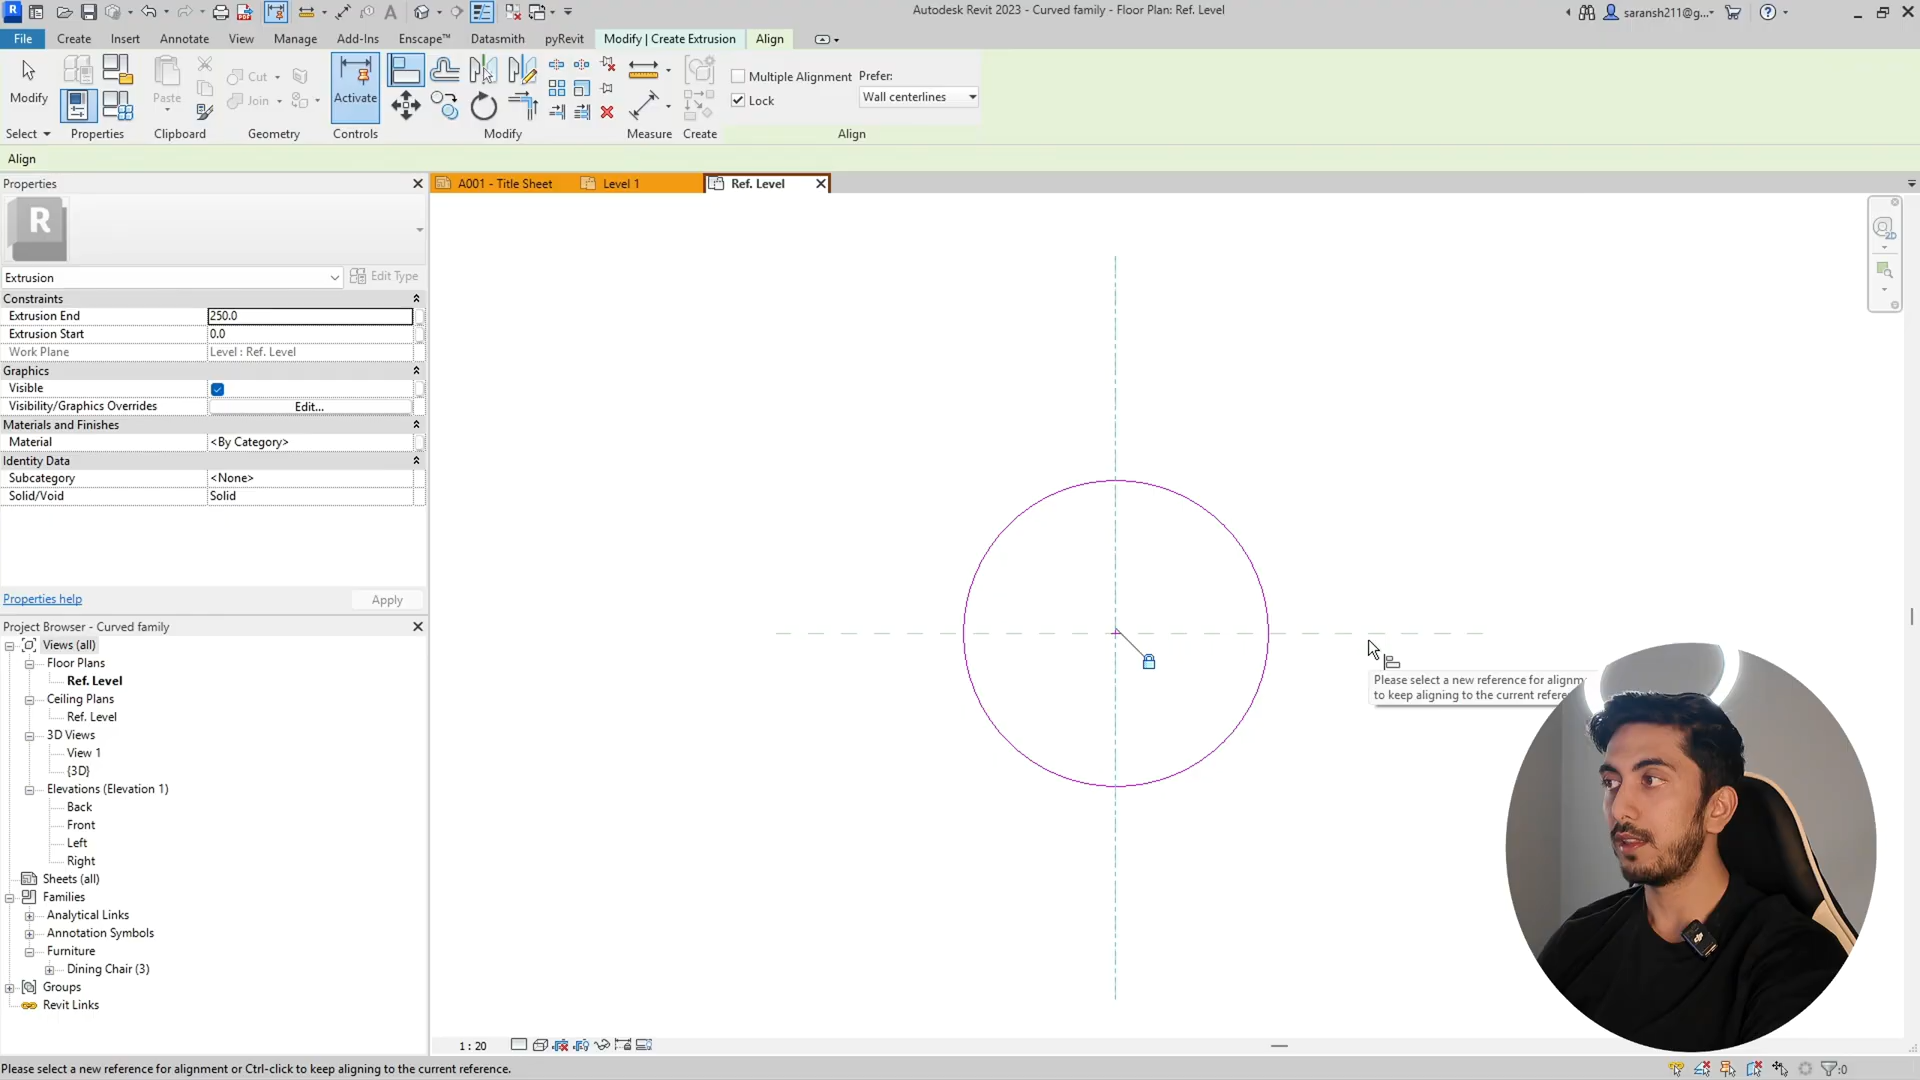 Autodesk Revit 2023 - Curved family - Floor Plan: Ref. Level
saransh211@g...
File Create Insert Annotate View Manage Add-Ins Enscape™ Datasmith pyRevit Modify | Create Extrusion Align
Modify Paste Cut Join Activate Multiple Alignment Prefer: Lock Wall centerlines
Select Properties Clipboard Geometry Controls Modify Measure Create Align
Align
Properties
A001 - Title Sheet Level 1 Ref. Level
R
2D
Extrusion Edit Type
Constraints
Extrusion End 250.0
Extrusion Start 0.0
Work Plane Level : Ref. Level
Graphics
Visible
Visibility/Graphics Overrides Edit...
Materials and Finishes
Material <By Category>
Identity Data
Subcategory <None>
Solid/Void Solid
Properties help Apply
Project Browser - Curved family
Views (all)
Floor Plans
Ref. Level
Ceiling Plans
Ref. Level
3D Views
View 1
{3D}
Elevations (Elevation 1)
Back
Front
Left
Right
Sheets (all)
Families
Analytical Links
Annotation Symbols
Furniture
Dining Chair (3)
Groups
Revit Links
Please select a new reference for
to keep aligning to the current
1 : 20
Please select a new reference for alignment or Ctrl-click to keep aligning to the current reference.
:0